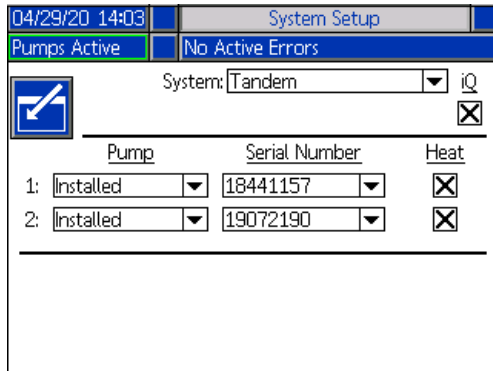 04/29/20 14:03 System Setup
Pumps Active No Active Errors
System: Tandem iQ
Pump Serial Number Heat
1: Installed 18441157
2: Installed 19072190